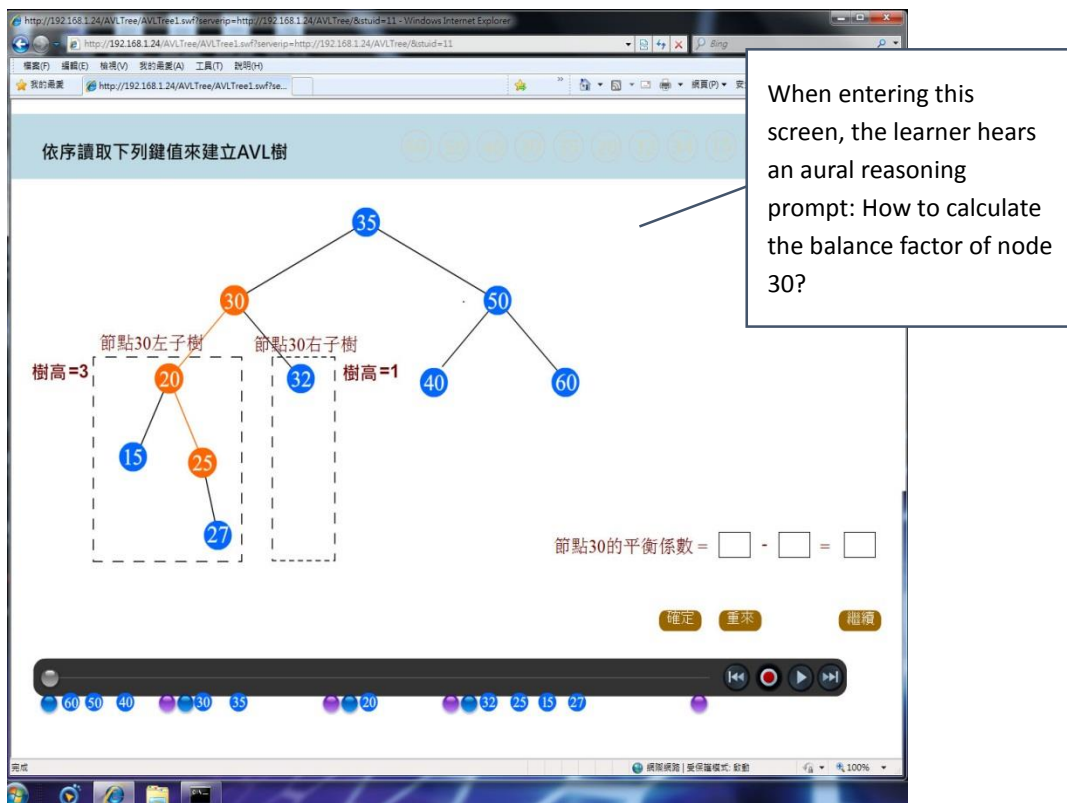 http://192.168.1.24/AVLTree/AVLTree1.swf?serverip=http://192.168.1.24/AVLTree/&stuid=11 - Windows Internet Explorer
http://192.168.1.24/AVLTree/AVLTree1.swf?serverip=http://192.168.1.24/AVLTree/&stuid=11
Bing
檔案(F) 編輯(E) 檢視(V) 我的最愛(A) 工具(T) 說明(H)
我的最愛 http://192.168.1.24/AVLTree/AVLTree1.swf?se... 網頁(P) 安
When entering this
screen, the learner hears
an aural reasoning
prompt: How to calculate
the balance factor of node
30?
依序讀取下列鍵值來建立AVL樹
35
30 50
節點30左子樹 節點30右子樹
樹高=3 20 32 樹高=1 40 60
15 25
27
節點30的平衡係數 = - =
確定 重來 繼續
60 50 40 30 35 20 32 25 15 27
完成 網際網路 | 受保護模式: 啟動 100%